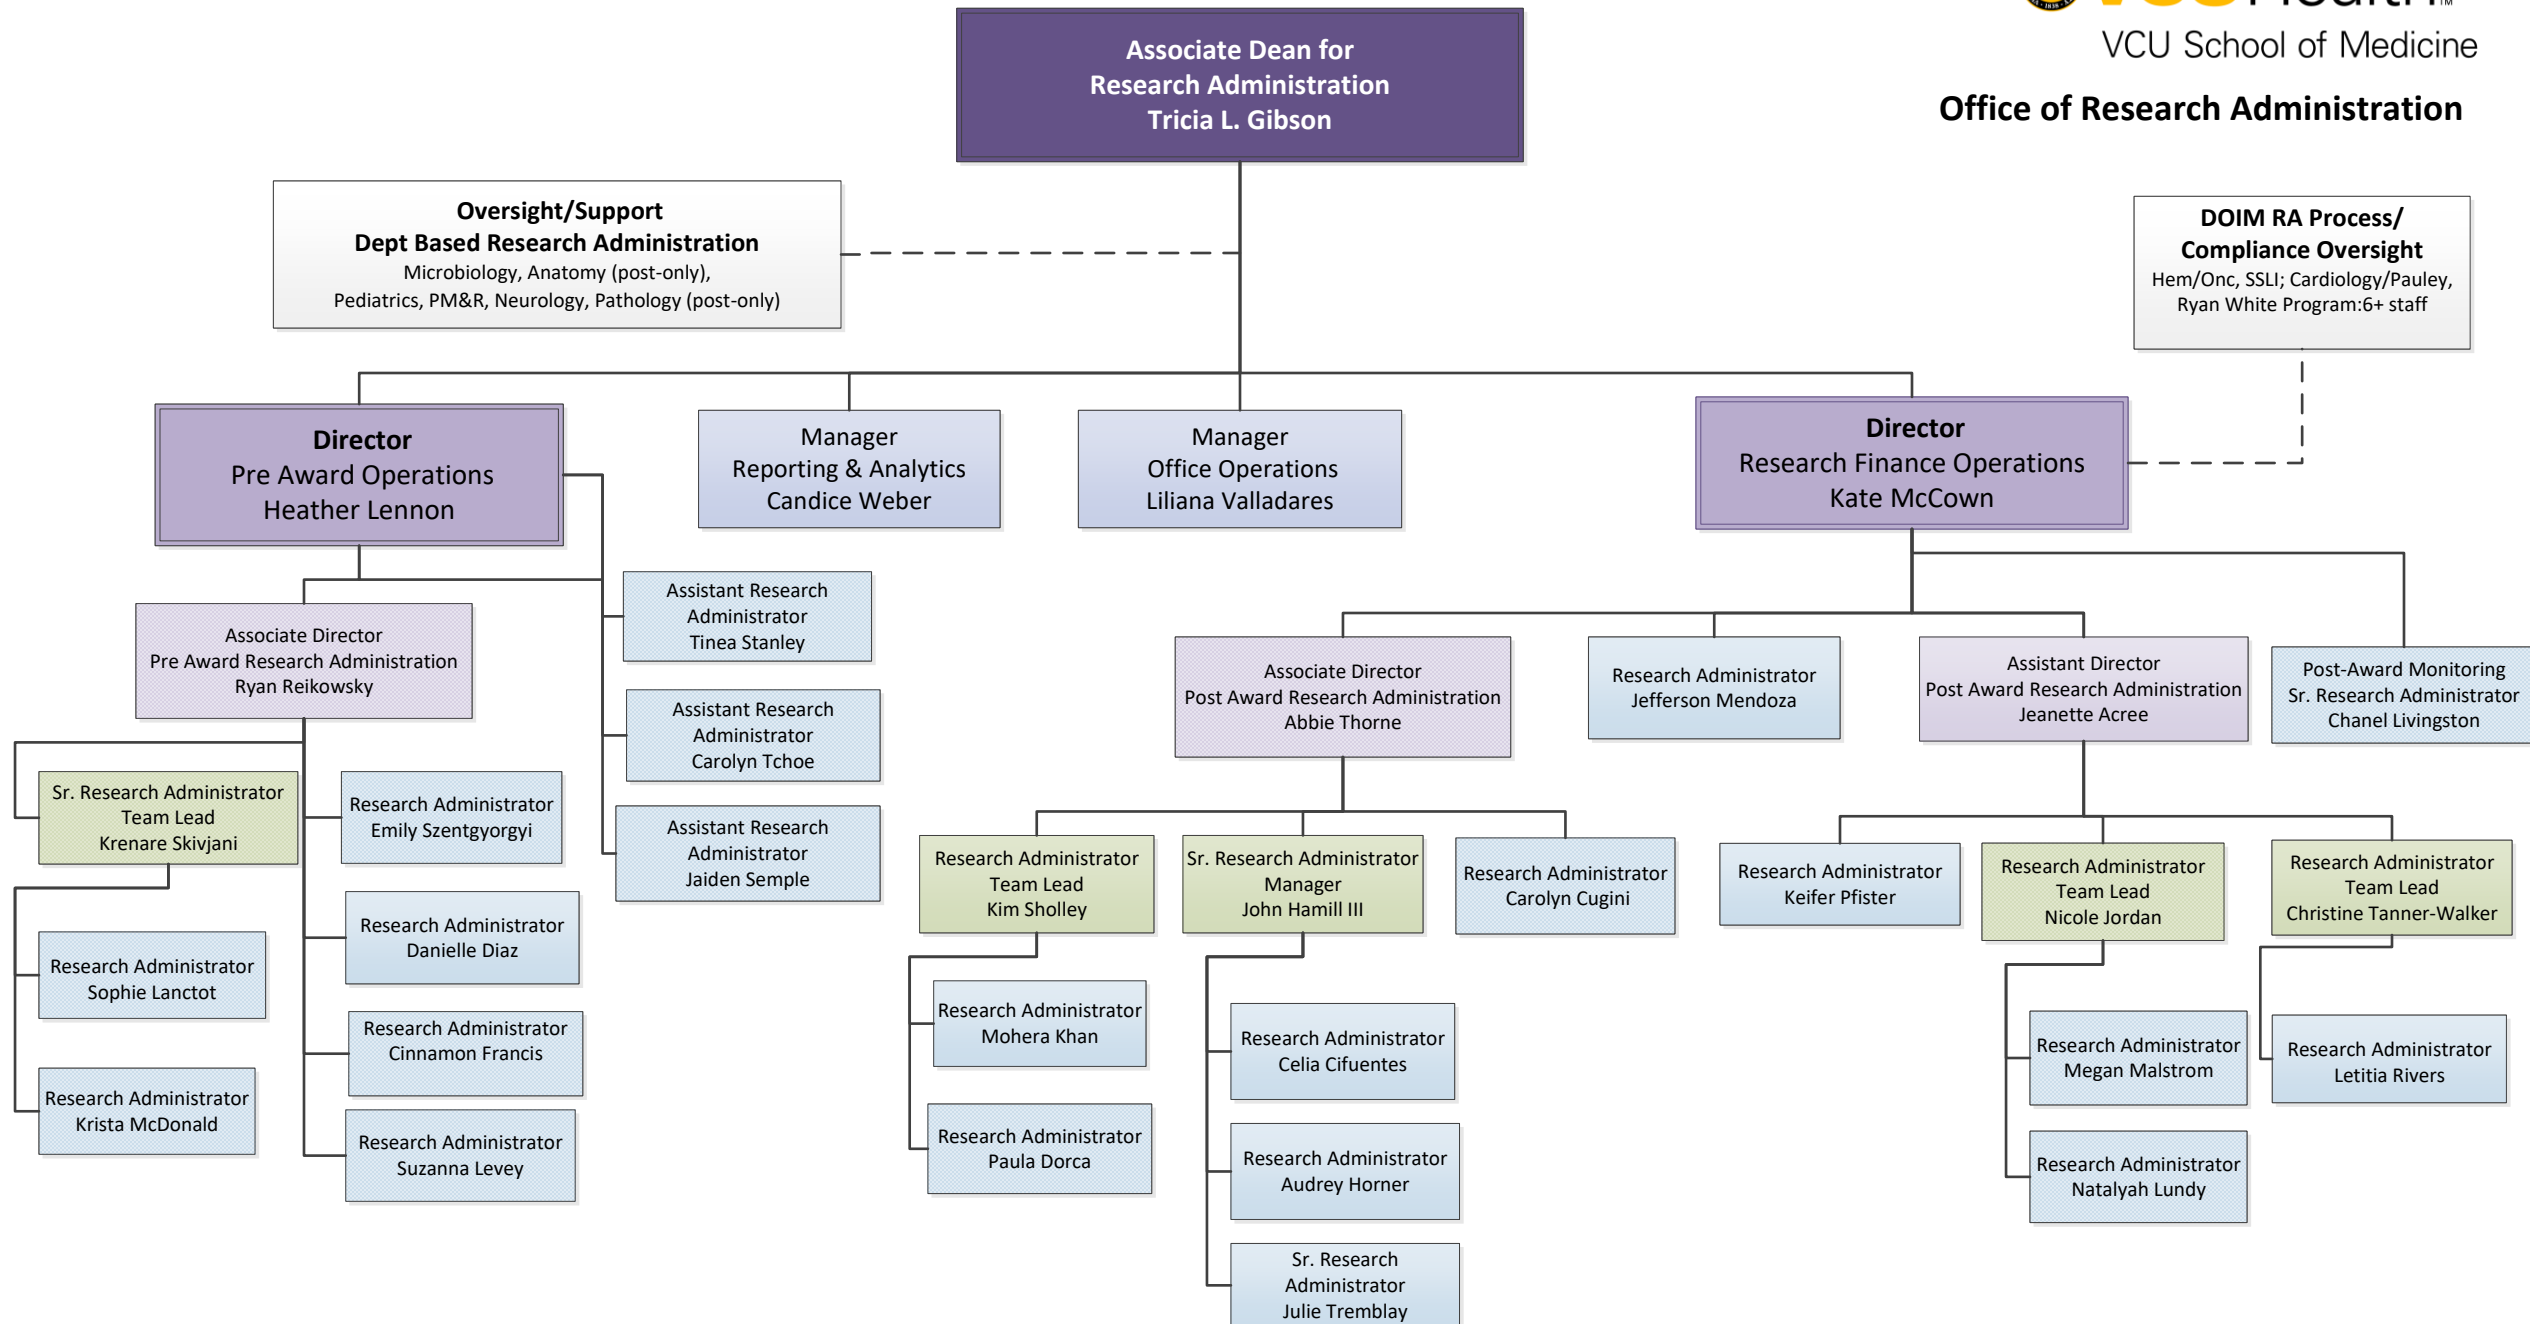 VCU Health™
VCU School of Medicine
Office of Research Administration
Associate Dean for
Research Administration
Tricia L. Gibson
Oversight/Support
Dept Based Research Administration
Microbiology, Anatomy (post-only),
Pediatrics, PM&R, Neurology, Pathology (post-only)
DOIM RA Process/
Compliance Oversight
Hem/Onc, SSLI; Cardiology/Pauley,
Ryan White Program:6+ staff
Director
Pre Award Operations
Heather Lennon
Manager
Reporting & Analytics
Candice Weber
Manager
Office Operations
Liliana Valladares
Director
Research Finance Operations
Kate McCown
Associate Director
Pre Award Research Administration
Ryan Reikowsky
Assistant Research
Administrator
Tinea Stanley
Assistant Research
Administrator
Carolyn Tchoe
Assistant Research
Administrator
Jaiden Semple
Sr. Research Administrator
Team Lead
Krenare Skivjani
Research Administrator
Sophie Lanctot
Research Administrator
Krista McDonald
Research Administrator
Emily Szentgyorgyi
Research Administrator
Danielle Diaz
Research Administrator
Cinnamon Francis
Research Administrator
Suzanna Levey
Associate Director
Post Award Research Administration
Abbie Thorne
Research Administrator
Jefferson Mendoza
Assistant Director
Post Award Research Administration
Jeanette Acree
Post-Award Monitoring
Sr. Research Administrator
Chanel Livingston
Research Administrator
Team Lead
Kim Sholley
Sr. Research Administrator
Manager
John Hamill III
Research Administrator
Carolyn Cugini
Research Administrator
Mohera Khan
Research Administrator
Paula Dorca
Research Administrator
Celia Cifuentes
Research Administrator
Audrey Horner
Sr. Research
Administrator
Julie Tremblay
Research Administrator
Keifer Pfister
Research Administrator
Team Lead
Nicole Jordan
Research Administrator
Team Lead
Christine Tanner-Walker
Research Administrator
Megan Malstrom
Research Administrator
Natalyah Lundy
Research Administrator
Letitia Rivers